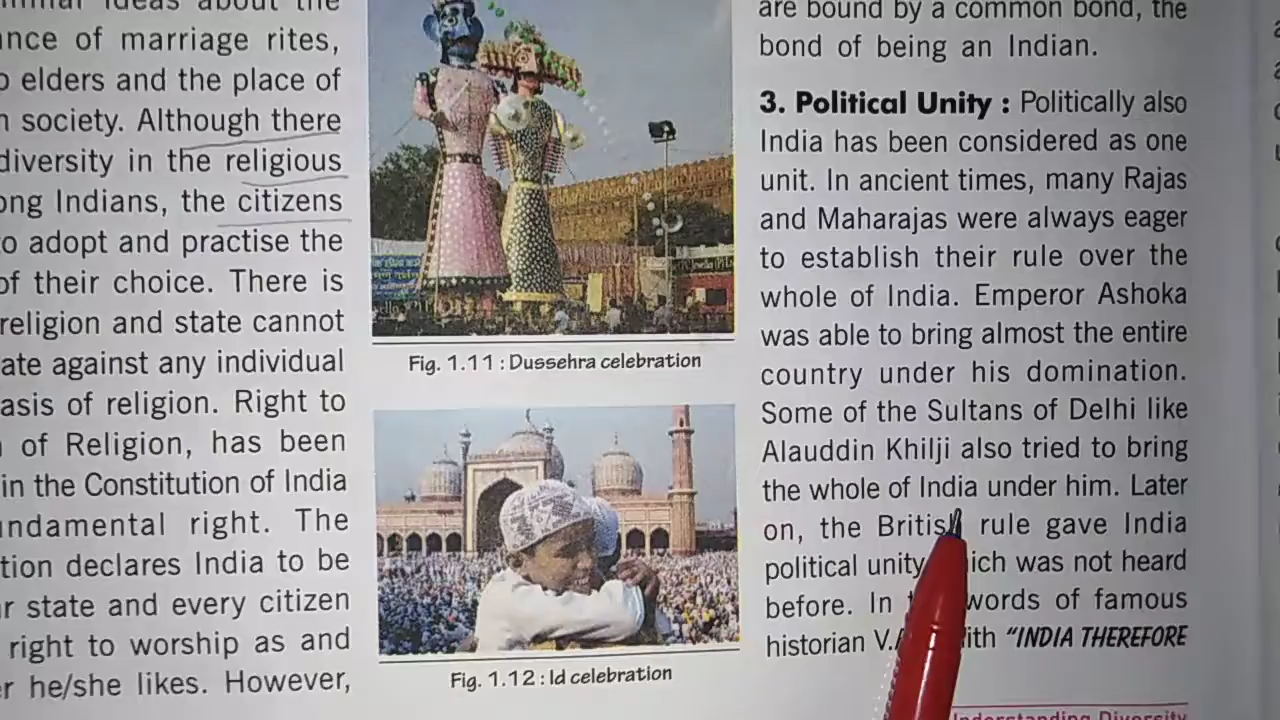 ance of marriage rites,
o elders and the place of
n society. Although there
diversity in the religious
ong Indians, the citizens
to adopt and practise the
of their choice. There is
religion and state cannot
ate against any individual
asis of religion. Right to
of Religion, has been
in the Constitution of India
undamental right. The
tion declares India to be
r state and every citizen
right to worship as and
er he/she likes. However,
Fig. 1.11 : Dussehra celebration
Fig. 1.12 : Id celebration
are bound by a common bond, the
bond of being an Indian.
3. Political Unity : Politically also
India has been considered as one
unit. In ancient times, many Rajas
and Maharajas were always eager
to establish their rule over the
whole of India. Emperor Ashoka
was able to bring almost the entire
country under his domination.
Some of the Sultans of Delhi like
Alauddin Khilji also tried to bring
the whole of India under him. Later
on, the British rule gave India
political unity which was not heard
before. In words of famous
historian V. ith "INDIA THEREFORE
Understanding Diversity